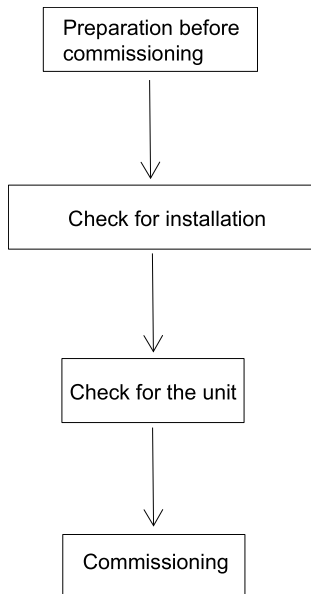 Preparation before
commissioning
Check for installation
Check for the unit
Commissioning